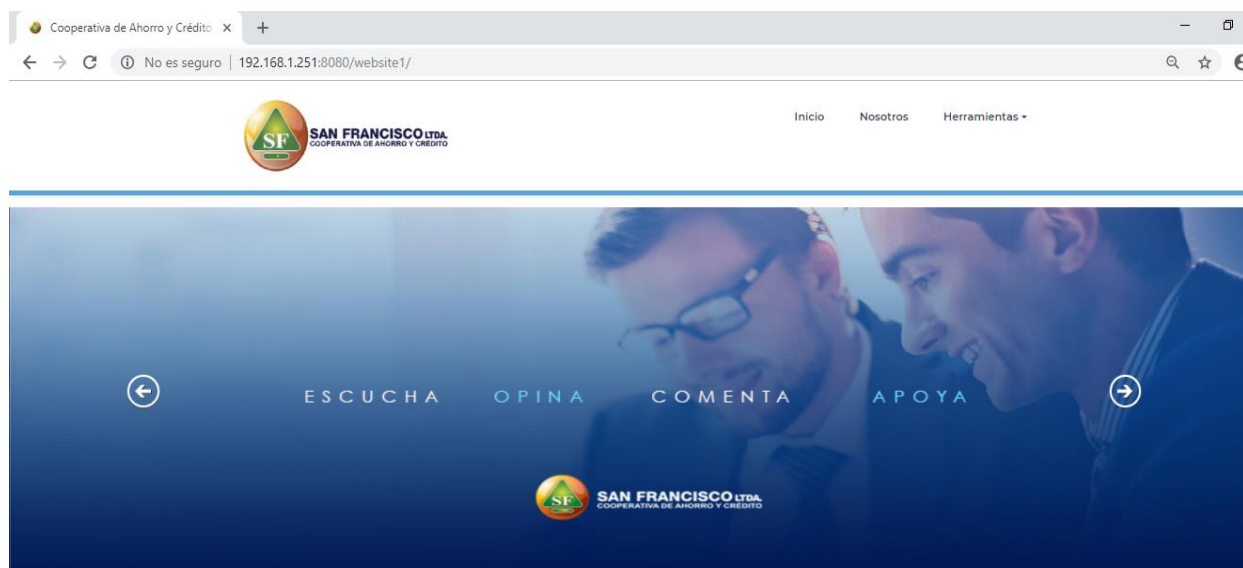 Cooperativa de Ahorro y Crédito
No es seguro | 192.168.1.251:8080/website1/
SF
SAN FRANCISCO LTDA.
COOPERATIVA DE AHORRO Y CRÉDITO
Inicio Nosotros Herramientas
ESCUCHA OPINA COMENTA APOYA
SF
SAN FRANCISCO LTDA.
COOPERATIVA DE AHORRO Y CRÉDITO